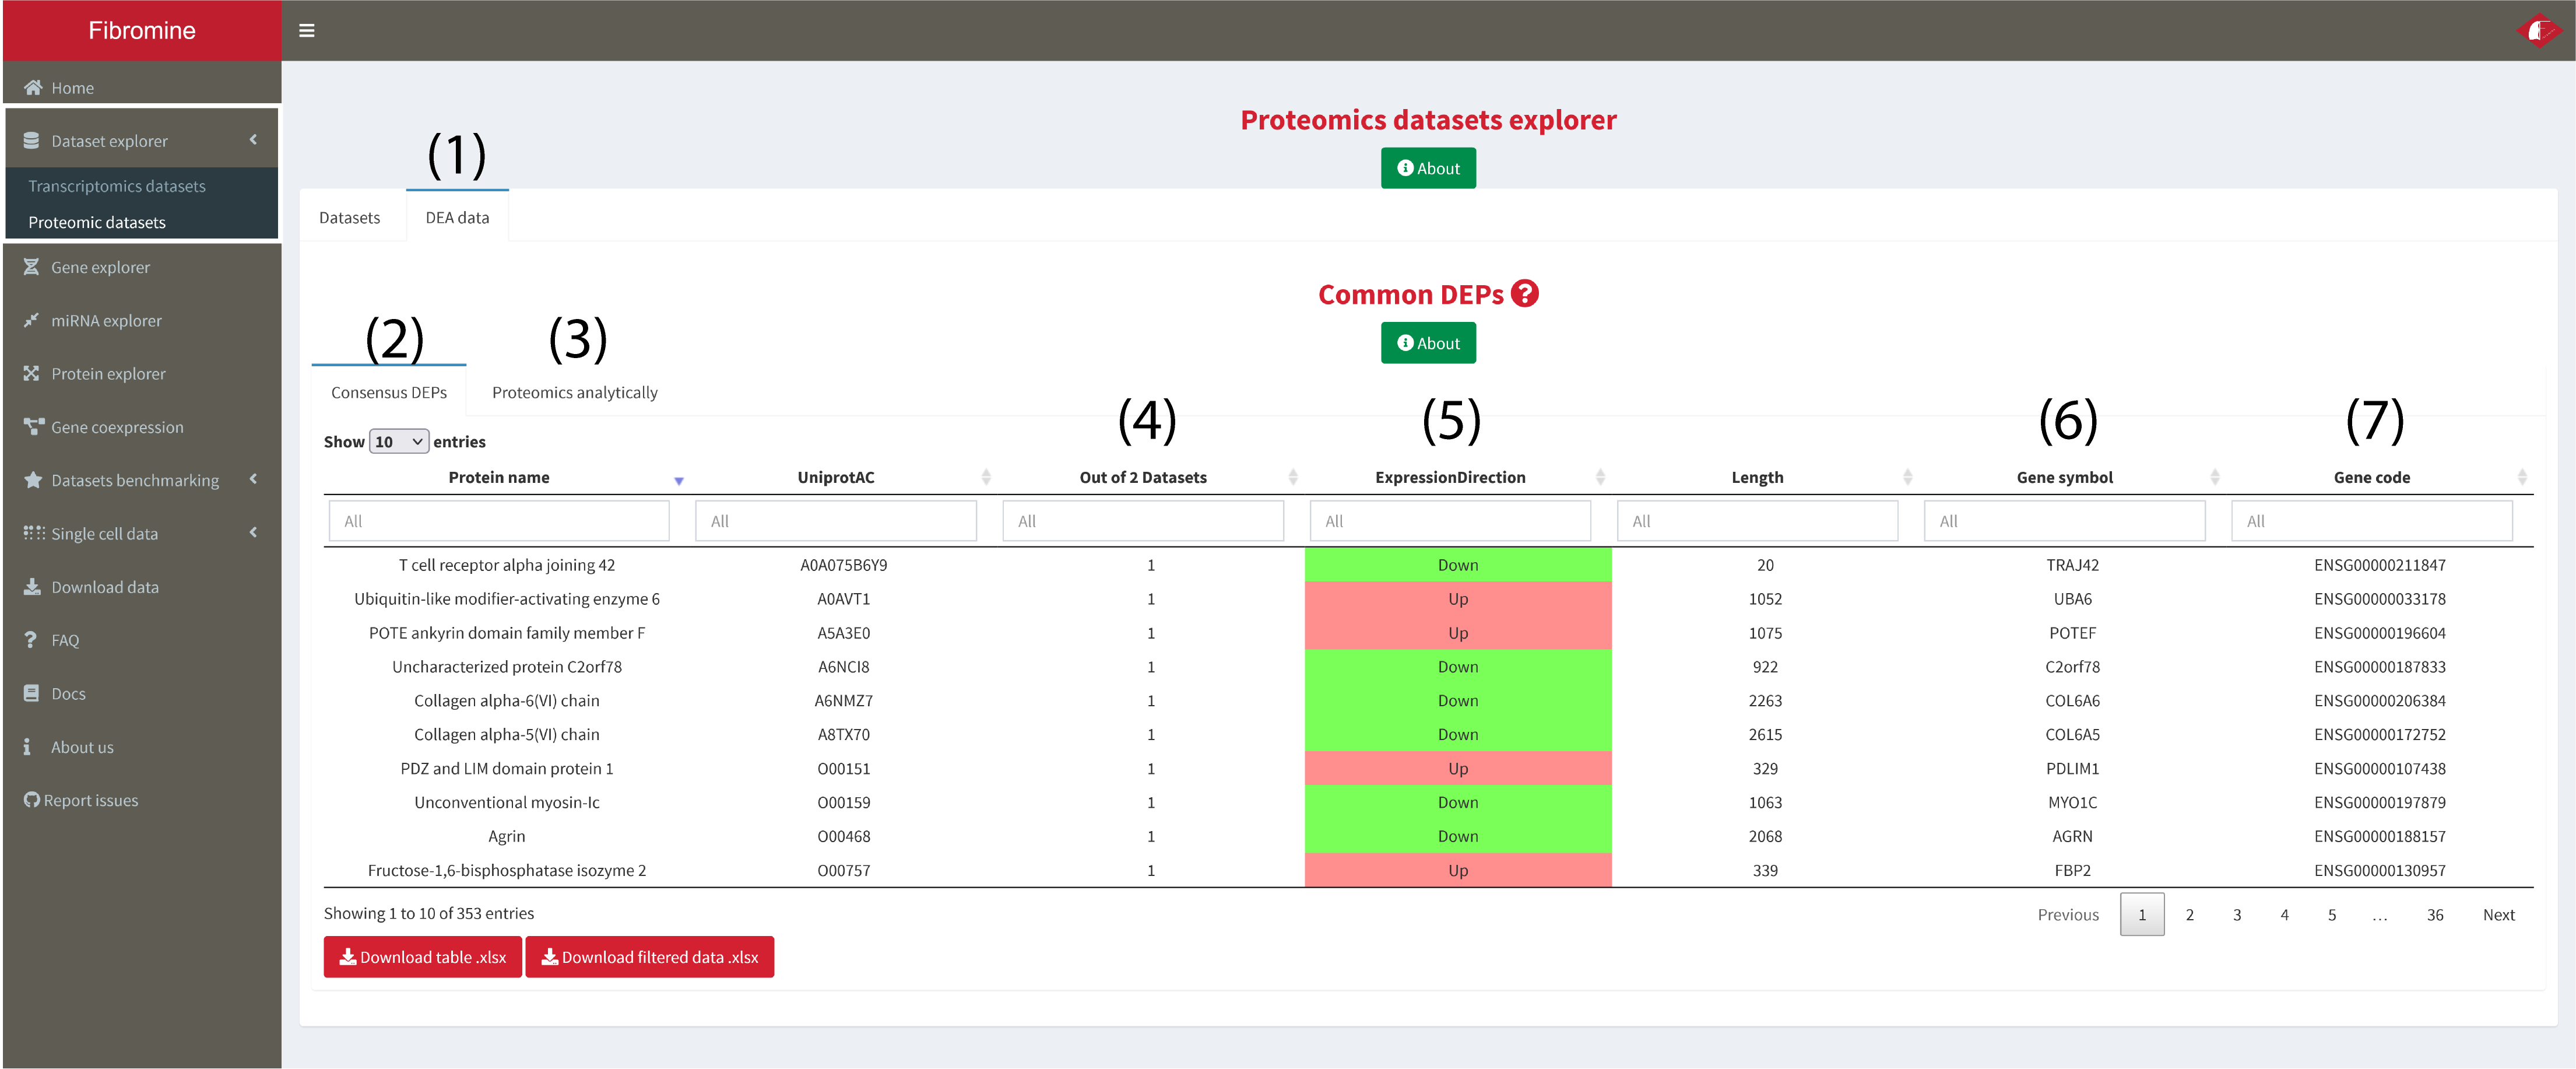 Fibromine
Home
Dataset explorer
Transcriptomics datasets
Proteomic datasets
Gene explorer
miRNA explorer
Protein explorer
Gene coexpression
Datasets benchmarking
Single cell data
Download data
FAQ
Docs
About us
Report issues
Proteomics datasets explorer
About
(1)
Datasets DEA data
Common DEPs ?
About
(2) (3)
Consensus DEPs Proteomics analytically
(4) (5) (6) (7)
Show 10 entries
Protein name UniprotAC Out of 2 Datasets ExpressionDirection Length Gene symbol Gene code
All All All All All All All
T cell receptor alpha joining 42 A0A075B6Y9 1 Down 20 TRAJ42 ENSG00000211847
Ubiquitin-like modifier-activating enzyme 6 A0AVT1 1 Up 1052 UBA6 ENSG00000033178
POTE ankyrin domain family member F A5A3E0 1 Up 1075 POTEF ENSG00000196604
Uncharacterized protein C2orf78 A6NCI8 1 Down 922 C2orf78 ENSG00000187833
Collagen alpha-6(VI) chain A6NMZ7 1 Down 2263 COL6A6 ENSG00000206384
Collagen alpha-5(VI) chain A8TX70 1 Down 2615 COL6A5 ENSG00000172752
PDZ and LIM domain protein 1 O00151 1 Up 329 PDLIM1 ENSG00000107438
Unconventional myosin-Ic O00159 1 Down 1063 MYO1C ENSG00000197879
Agrin O00468 1 Down 2068 AGRN ENSG00000188157
Fructose-1,6-bisphosphatase isozyme 2 O00757 1 Up 339 FBP2 ENSG00000130957
Showing 1 to 10 of 353 entries
Previous 1 2 3 4 5 … 36 Next
Download table .xlsx Download filtered data .xlsx